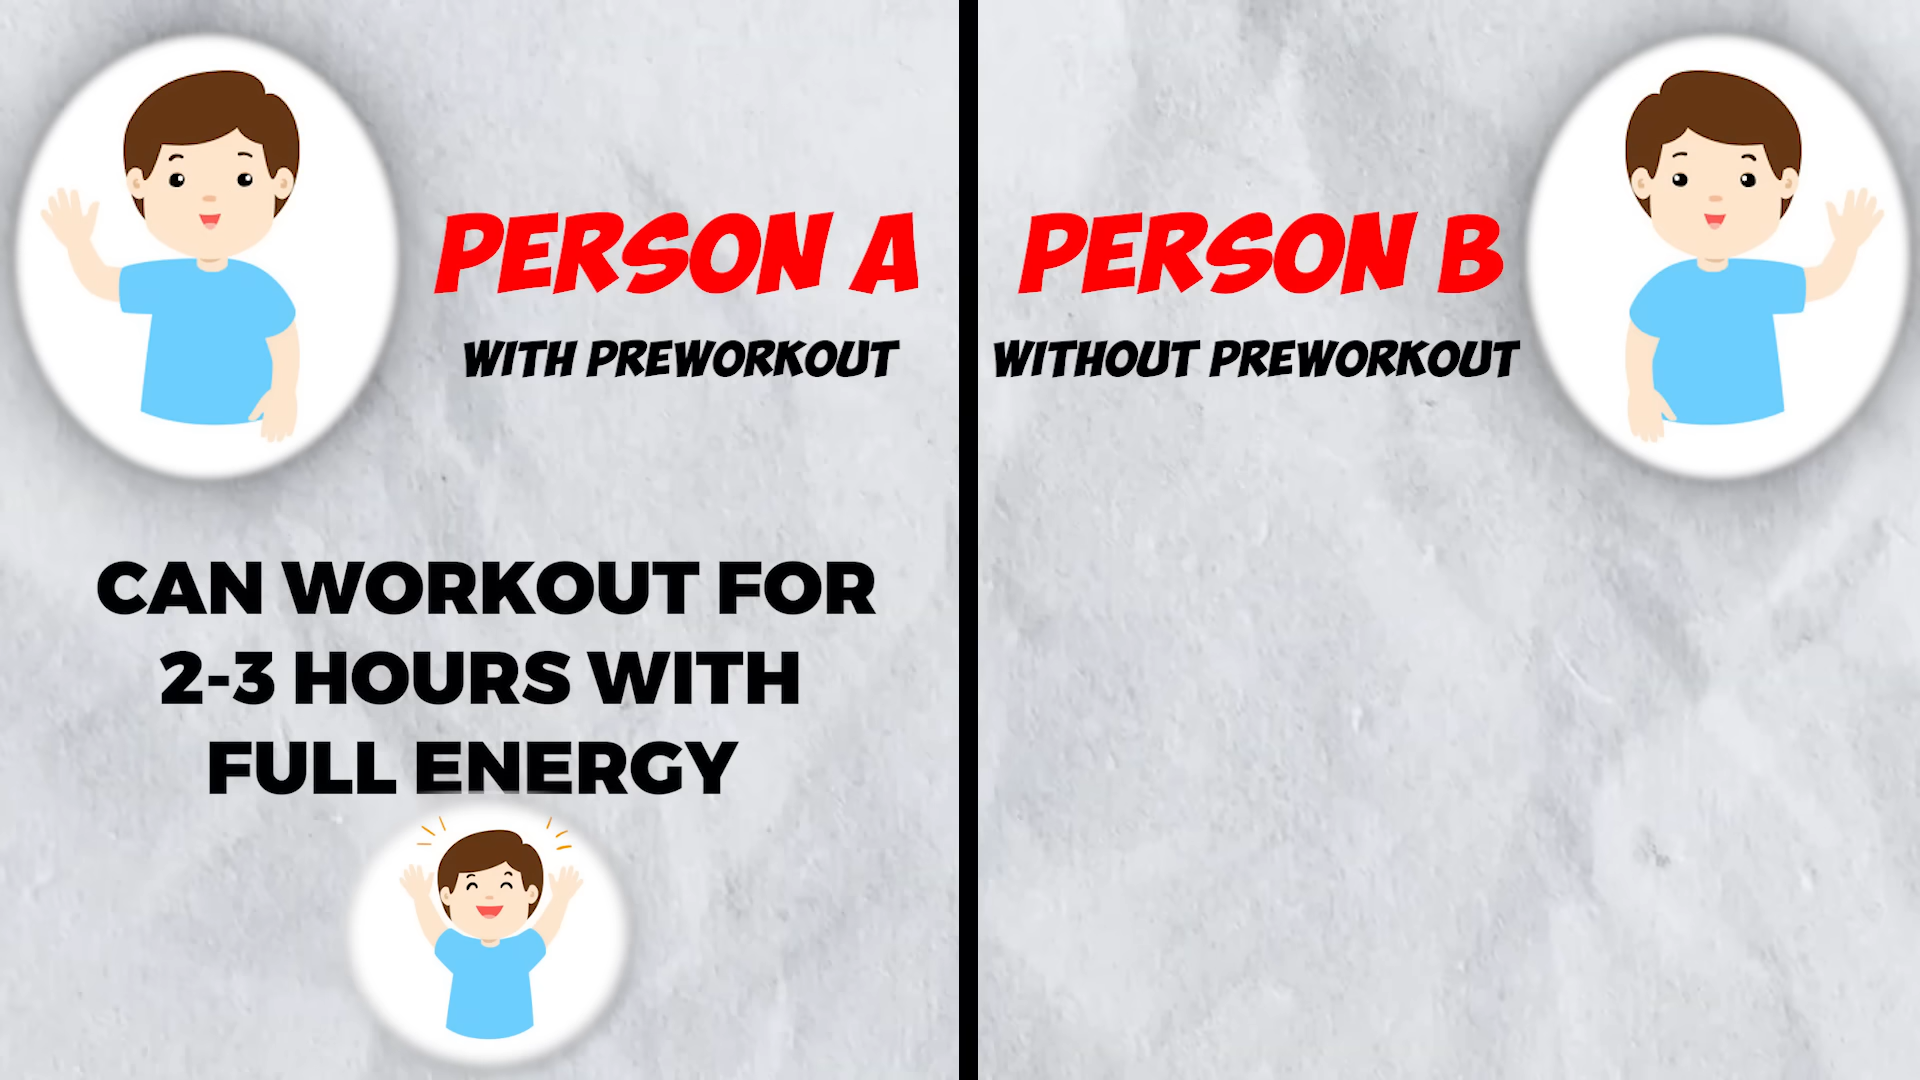 PERSON A
WITH PREWORKOUT
CAN WORKOUT FOR
2-3 HOURS WITH
FULL ENERGY
PERSON B
WITHOUT PREWORKOUT